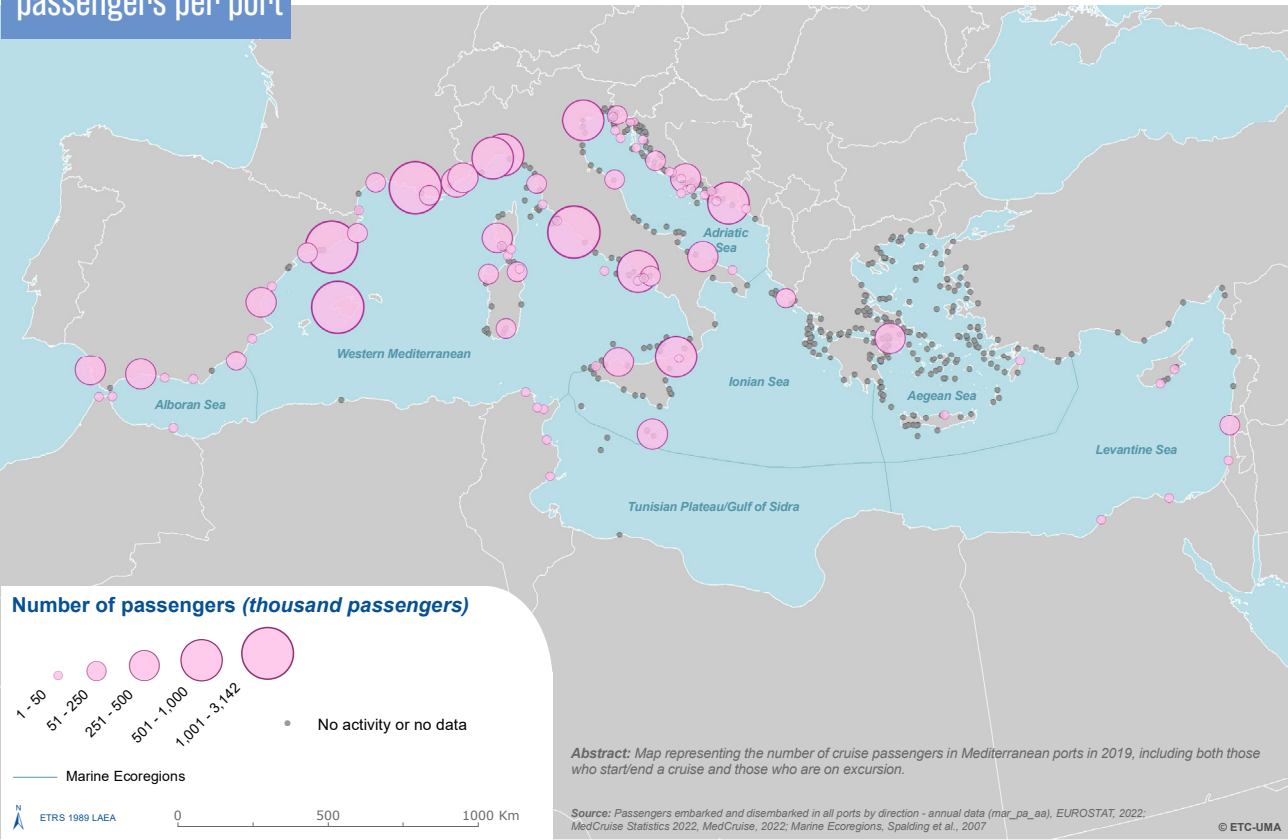 passengers per port
Adriatic
Sea
Western Mediterranean
Ionian Sea
Aegean Sea
Alboran Sea
Levantine Sea
Tunisian Plateau/Gulf of Sidra
Number of passengers (thousand passengers)
1 - 50
51 - 250
251 - 500
501 - 1,000
1,001 - 3,142
No activity or no data
Marine Ecoregions
N
ETRS 1989 LAEA
0 500 1000 Km
Abstract: Map representing the number of cruise passengers in Mediterranean ports in 2019, including both those
who start/end a cruise and those who are on excursion.
Source: Passengers embarked and disembarked in all ports by direction - annual data (mar_pa_aa), EUROSTAT, 2022;
MedCruise Statistics 2022, MedCruise, 2022; Marine Ecoregions, Spalding et al., 2007
© ETC-UMA